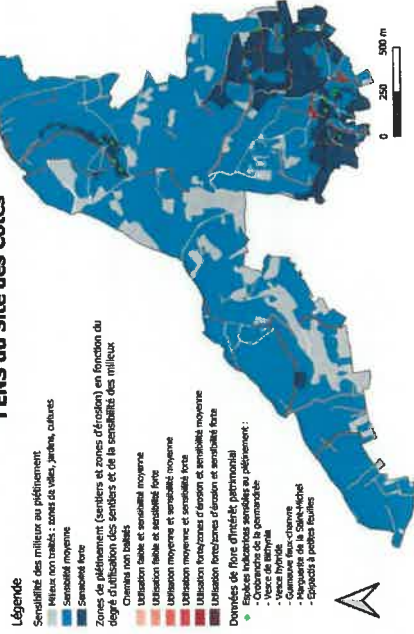 l'ENS du Site des Côtes
Légende
Sensibilité des milieux au piétinement
Milieux non traités : zones de villes, jardins, cultures
Sensibilité moyenne
Sensibilité forte
Zones de piétinement (sentiers et zones d'érosion) en fonction du
degré d'utilisation des sentiers et de la sensibilité des milieux
Chemins non balisés
Utilisation faible et sensibilité moyenne
Utilisation faible et sensibilité forte
Utilisation moyenne et sensibilité moyenne
Utilisation moyenne et sensibilité forte
Utilisation forte/zones d'érosion et sensibilité moyenne
Utilisation forte/zones d'érosion et sensibilité forte
Données de flore d'intérêt patrimonial
Espèces indicatrices sensibles au piétinement :
- Orobranche de la germandrée
- Vesce de Bithynie
- Vesce hybride
- Guimauve faux-chanvre
- Marguerite de la Saint-Michel
- Epipactis à petites feuilles
0 250 500 m